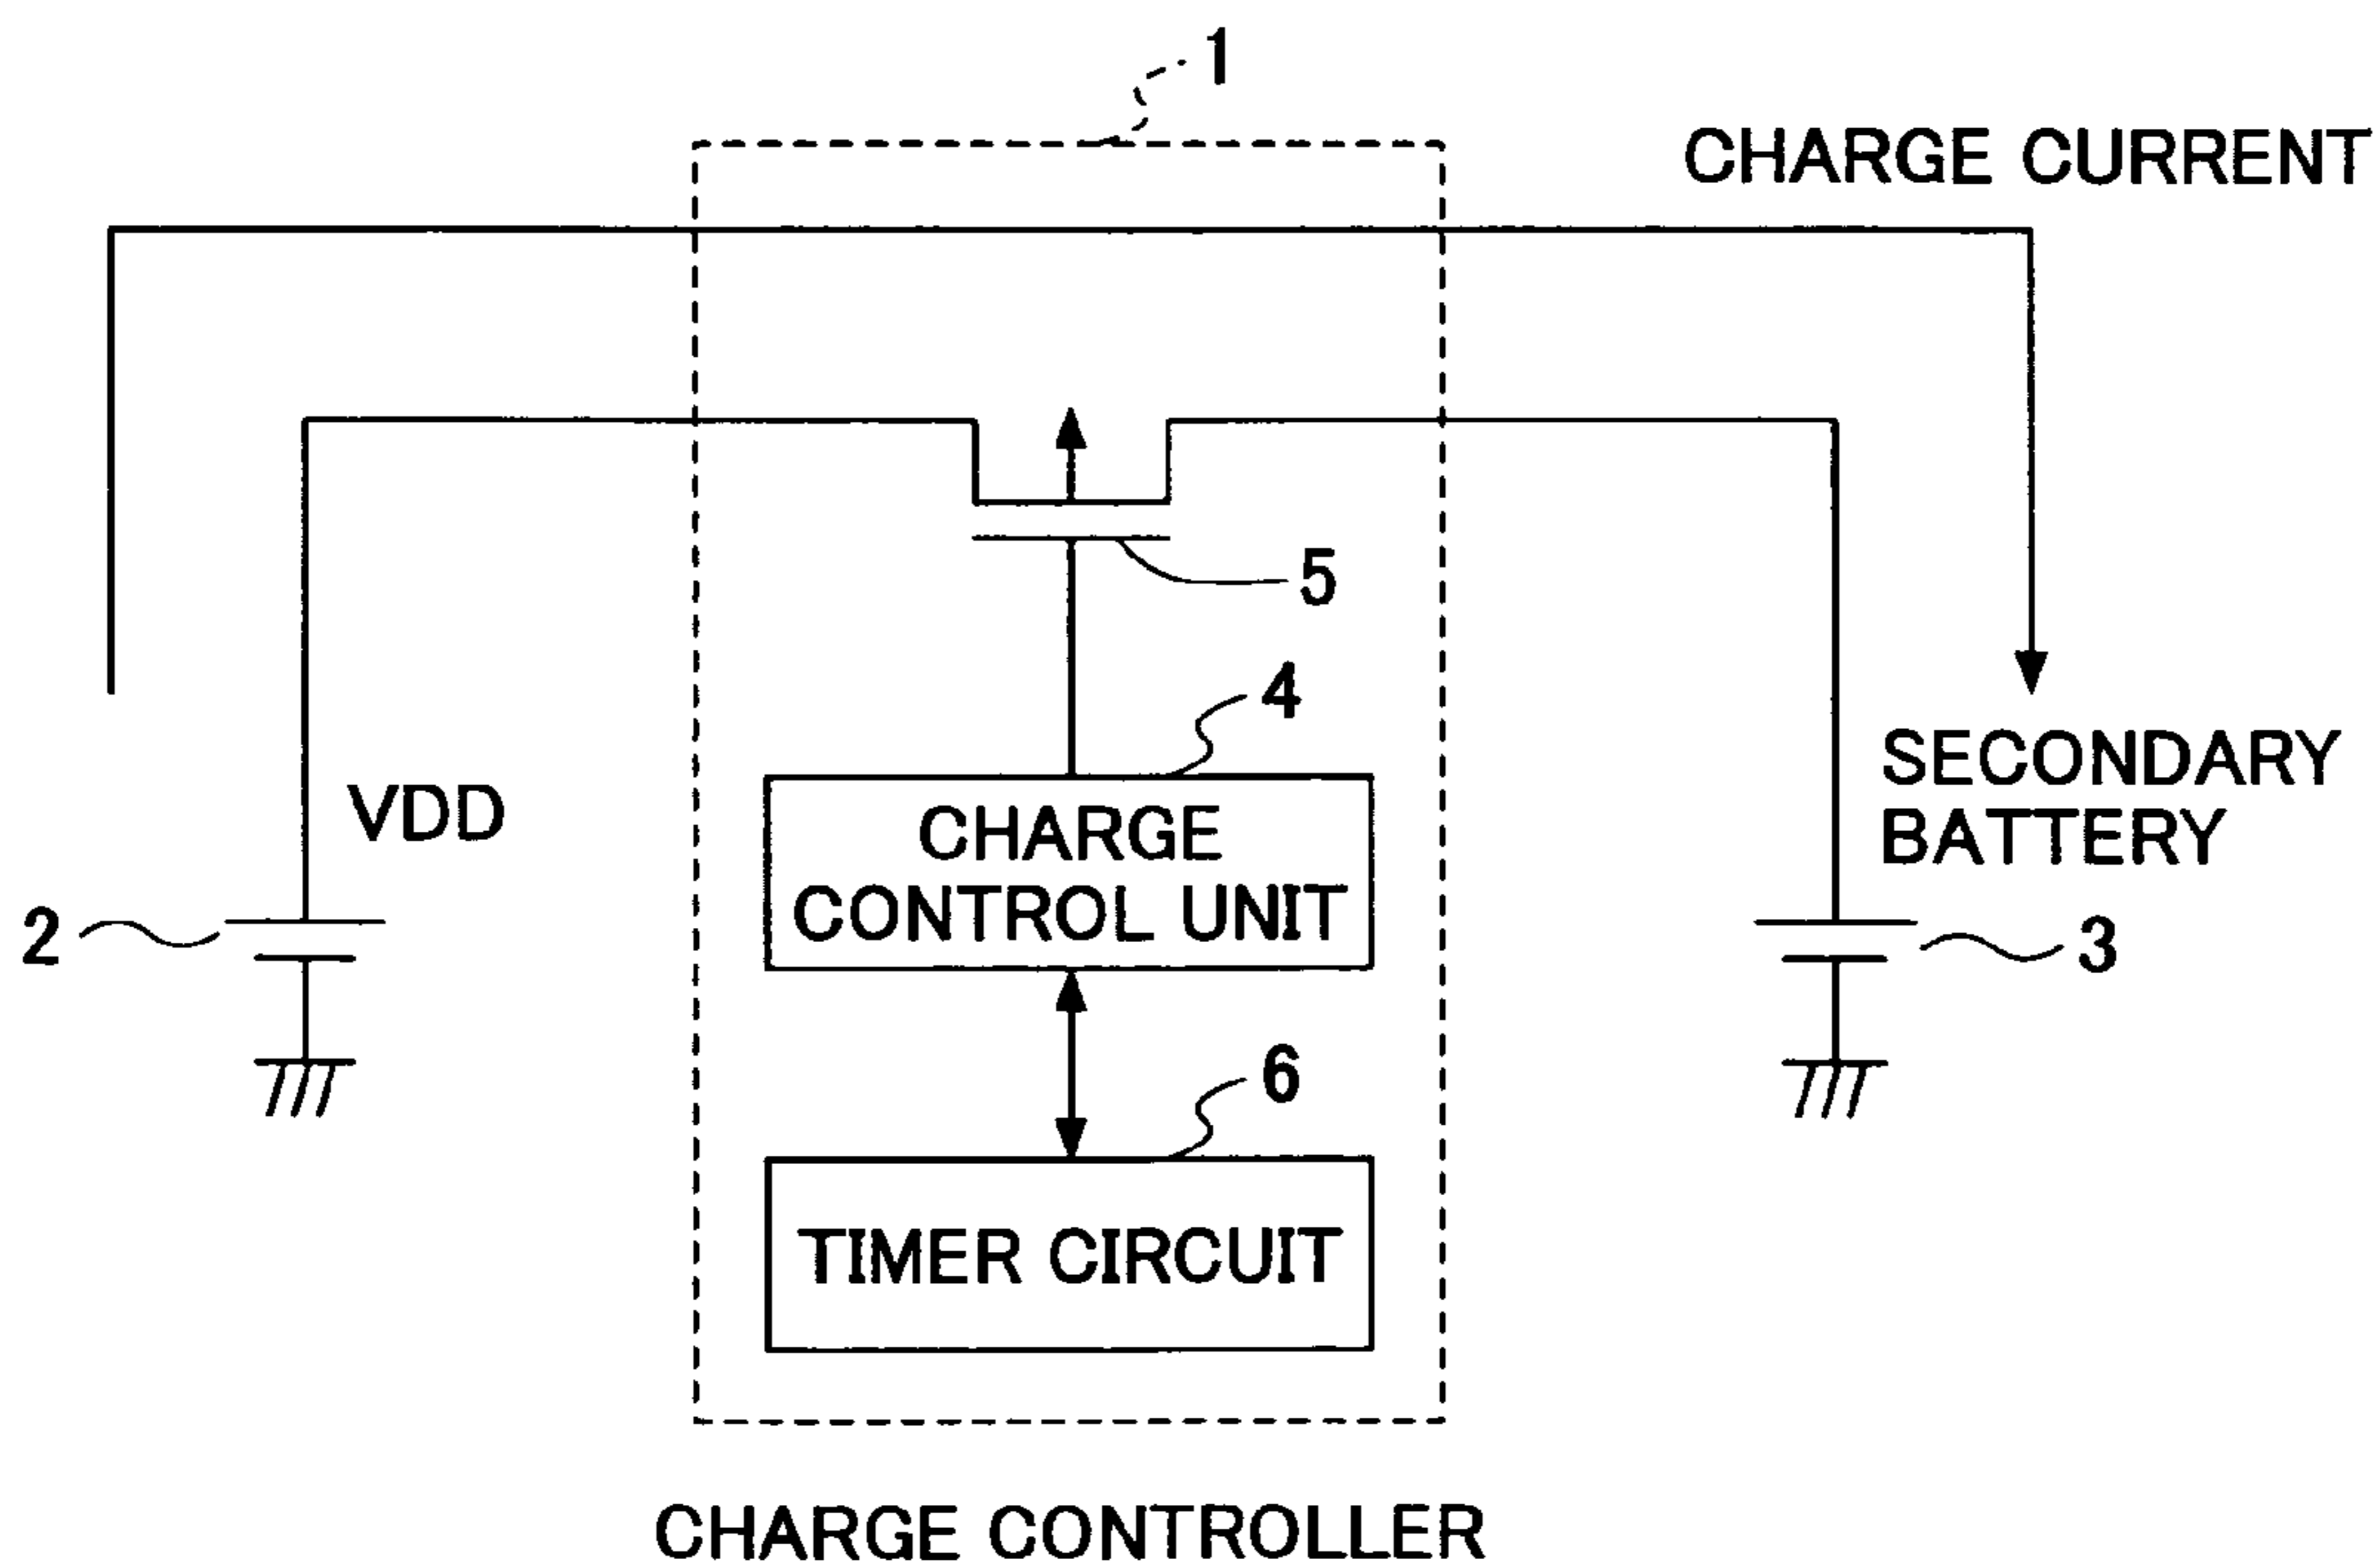 1
CHARGE CURRENT
5
4
VDD
SECONDARY
BATTERY
CHARGE
CONTROL UNIT
2
3
6
TIMER CIRCUIT
CHARGE CONTROLLER